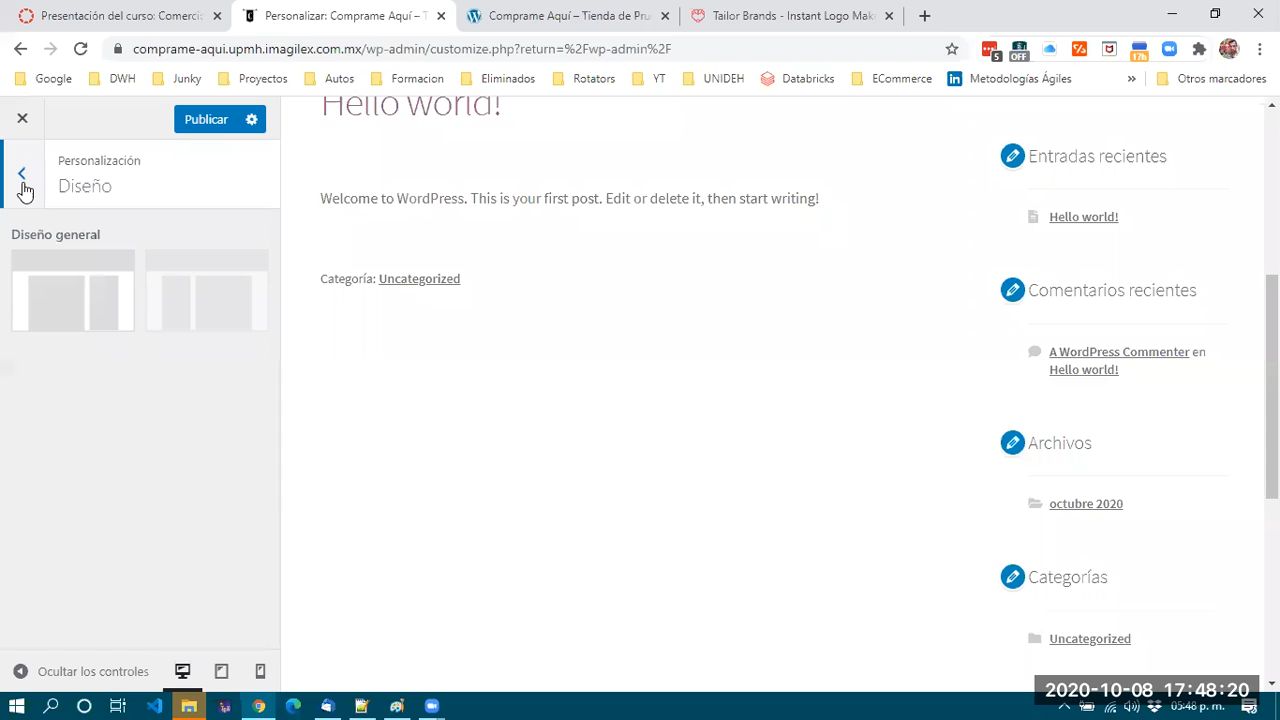 Presentación del curso: Comercio
Personalizar: Comprame Aquí – T
Comprame Aquí – Tienda de Pru
Tailor Brands - Instant Logo Mak
comprame-aqui.upmh.imagilex.com.mx/wp-admin/customize.php?return=%2Fwp-admin%2F
5
OFF
17h
Google
DWH
Junky
Proyectos
Autos
Formacion
Eliminados
Rotators
YT
UNIDEH
Databricks
ECommerce
Metodologías Ágiles
»
Otros marcadores
Publicar
Personalización
Diseño
Diseño general
Ocultar los controles
Hello world!
Welcome to WordPress. This is your first post. Edit or delete it, then start writing!
Categoría: Uncategorized
Entradas recientes
Hello world!
Comentarios recientes
A WordPress Commenter en
Hello world!
Archivos
octubre 2020
Categorías
Uncategorized
2020-10-08 17:48:20
05:48 p. m.